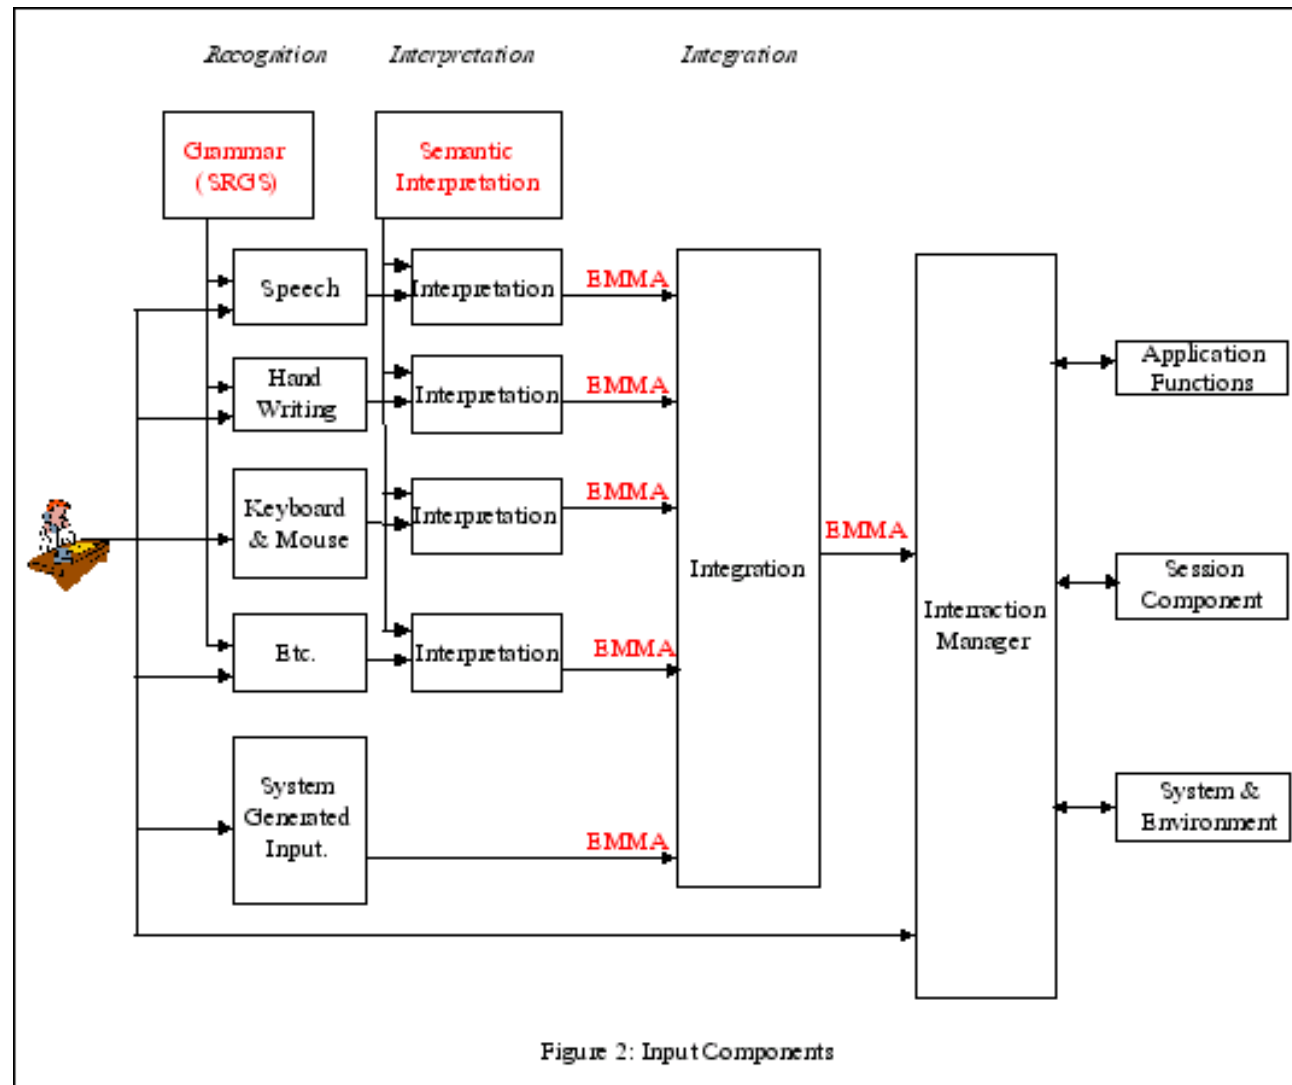 Recognition
Interpretation
Integration
Grammar
(SRGS)
Semantic
Interpretation
Speech
Interpretation
EMMA
Hand
Writing
Interpretation
EMMA
Keyboard
& Mouse
Interpretation
EMMA
Etc.
Interpretation
EMMA
System
Generated
Input.
EMMA
Integration
EMMA
Interraction
Manager
Application
Functions
Session
Component
System &
Environment
Figure 2: Input Components